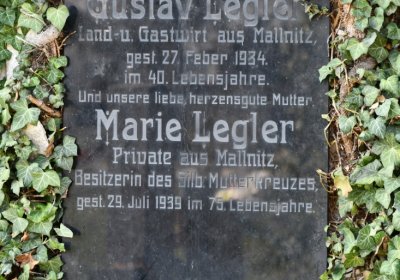 Gustav Legler
Land-u. Gastwirt aus Mallnitz,
gest. 27. Feber 1934.
im 40. Lebensjahre.
Und unsere liebe, herzensgute Mutter.
Marie Legler
Private aus Mallnitz,
Besitzerin des Silb. Mutterkreuzes,
gest. 29. Juli 1939 im 75. Lebensjahre.